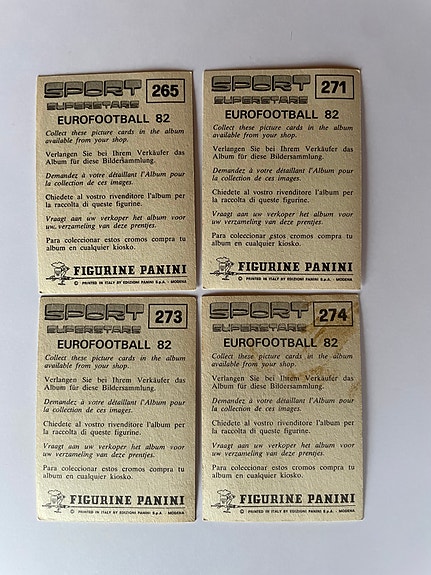 SPORT 265
SUPERSTARS
EUROFOOTBALL 82
Collect these picture cards in the album
available from your shop.
Verlangen Sie bei Ihrem Verkäufer das
Album für diese Bildersammlung.
Demandez à votre détaillant l'Album pour
la collection de ces images.
Chiedete al vostro rivenditore l'album per
la raccolta di queste figurine.
Vraagt aan uw verkoper het album voor
uw verzameling van deze prentjes.
Para coleccionar estos cromos compra tu
album en cualquier kiosko.
FIGURINE PANINI
© PRINTED IN ITALY BY EDIZIONI PANINI S.p.A. - MODENA
SPORT 271
SUPERSTARS
EUROFOOTBALL 82
Collect these picture cards in the album
available from your shop.
Verlangen Sie bei Ihrem Verkäufer das
Album für diese Bildersammlung.
Demandez à votre détaillant l'Album pour
la collection de ces images.
Chiedete al vostro rivenditore l'album per
la raccolta di queste figurine.
Vraagt aan uw verkoper het album voor
uw verzameling van deze prentjes.
Para coleccionar estos cromos compra tu
album en cualquier kiosko.
FIGURINE PANINI
© PRINTED IN ITALY BY EDIZIONI PANINI S.p.A. - MODENA
SPORT 273
SUPERSTARS
EUROFOOTBALL 82
Collect these picture cards in the album
available from your shop.
Verlangen Sie bei Ihrem Verkäufer das
Album für diese Bildersammlung.
Demandez à votre détaillant l'Album pour
la collection de ces images.
Chiedete al vostro rivenditore l'album per
la raccolta di queste figurine.
Vraagt aan uw verkoper het album voor
uw verzameling van deze prentjes.
Para coleccionar estos cromos compra tu
album en cualquier kiosko.
FIGURINE PANINI
© PRINTED IN ITALY BY EDIZIONI PANINI S.p.A. - MODENA
SPORT 274
SUPERSTARS
EUROFOOTBALL 82
Collect these picture cards in the album
available from your shop.
Verlangen Sie bei Ihrem Verkäufer das
Album für diese Bildersammlung.
Demandez à votre détaillant l'Album pour
la collection de ces images.
Chiedete al vostro rivenditore l'album per
la raccolta di queste figurine.
Vraagt aan uw verkoper het album voor
uw verzameling van deze prentjes.
Para coleccionar estos cromos compra tu
album en cualquier kiosko.
FIGURINE PANINI
© PRINTED IN ITALY BY EDIZIONI PANINI S.p.A. - MODENA